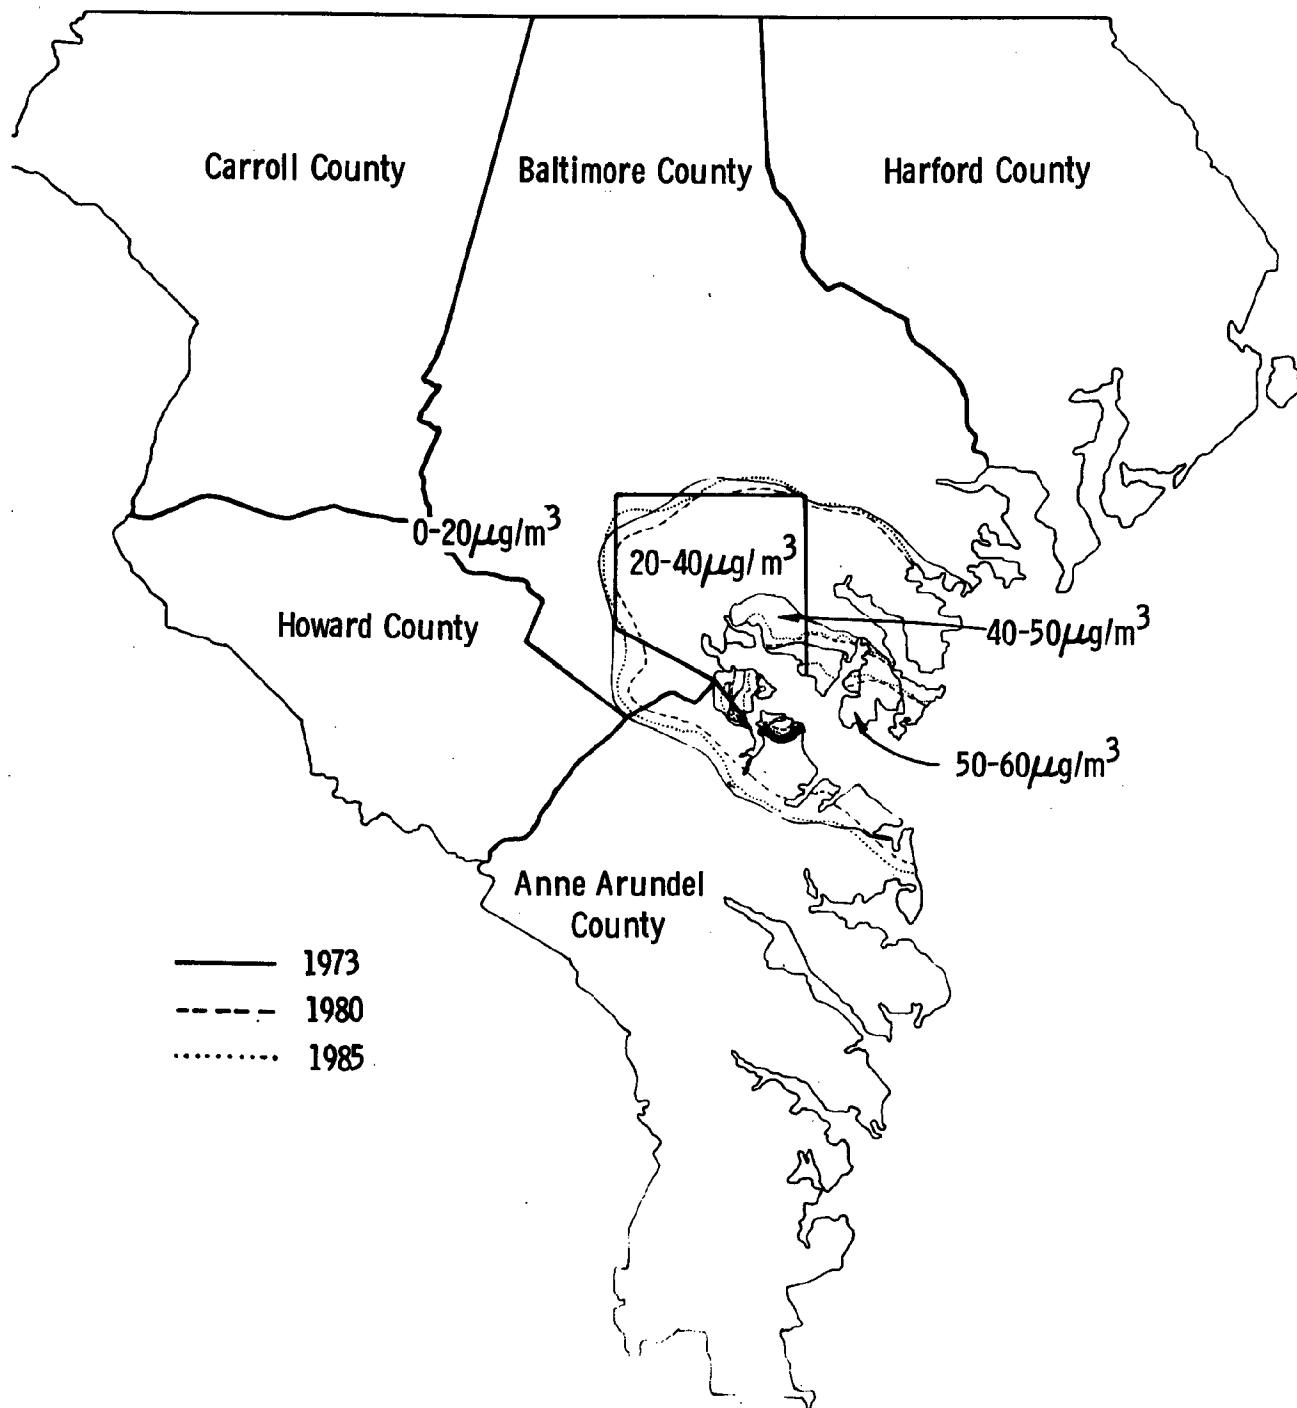 Carroll County
Baltimore County
Harford County
0-20μg/m³
20-40μg/m³
Howard County
40-50μg/m³
50-60μg/m³
Anne Arundel
County
1973
1980
1985